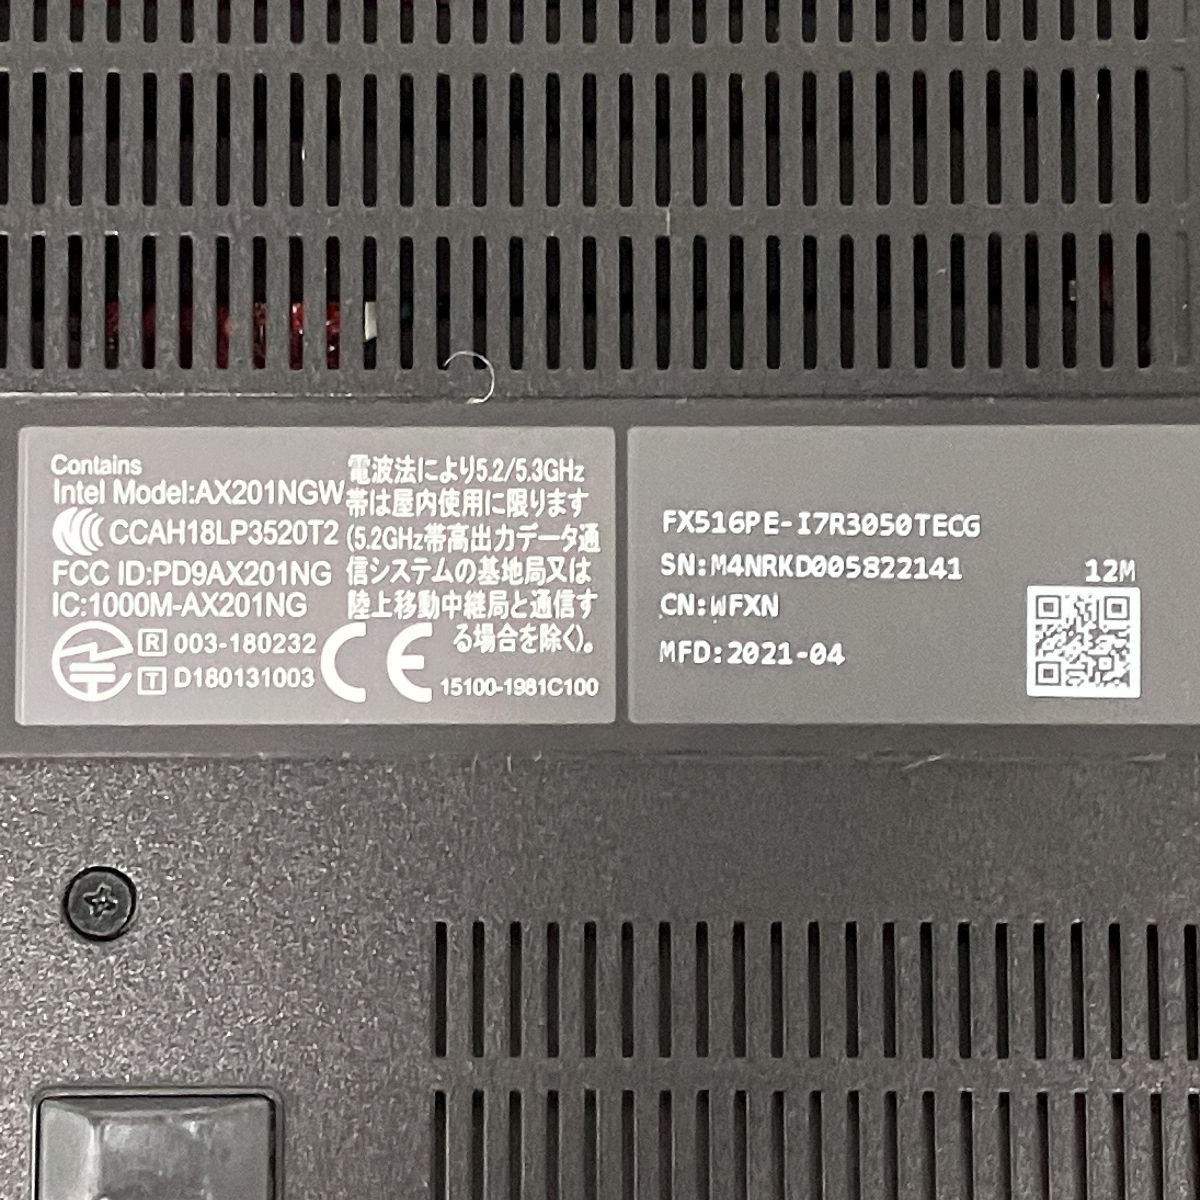 Contains
Intel Model:AX201NGW
CCAH18LP3520T2
FCC ID:PD9AX201NG
IC:1000M-AX201NG
R 003-180232
T D180131003
電波法により5.2/5.3GHz
帯は屋内使用に限ります
(5.2GHz帯高出力データ通
信システムの基地局又は
陸上移動中継局と通信す
る場合を除く)。
CE
15100-1981C100
FX516PE-I7R3050TECG
SN:M4NRKD005822141
CN:WFXN
MFD:2021-04
12M